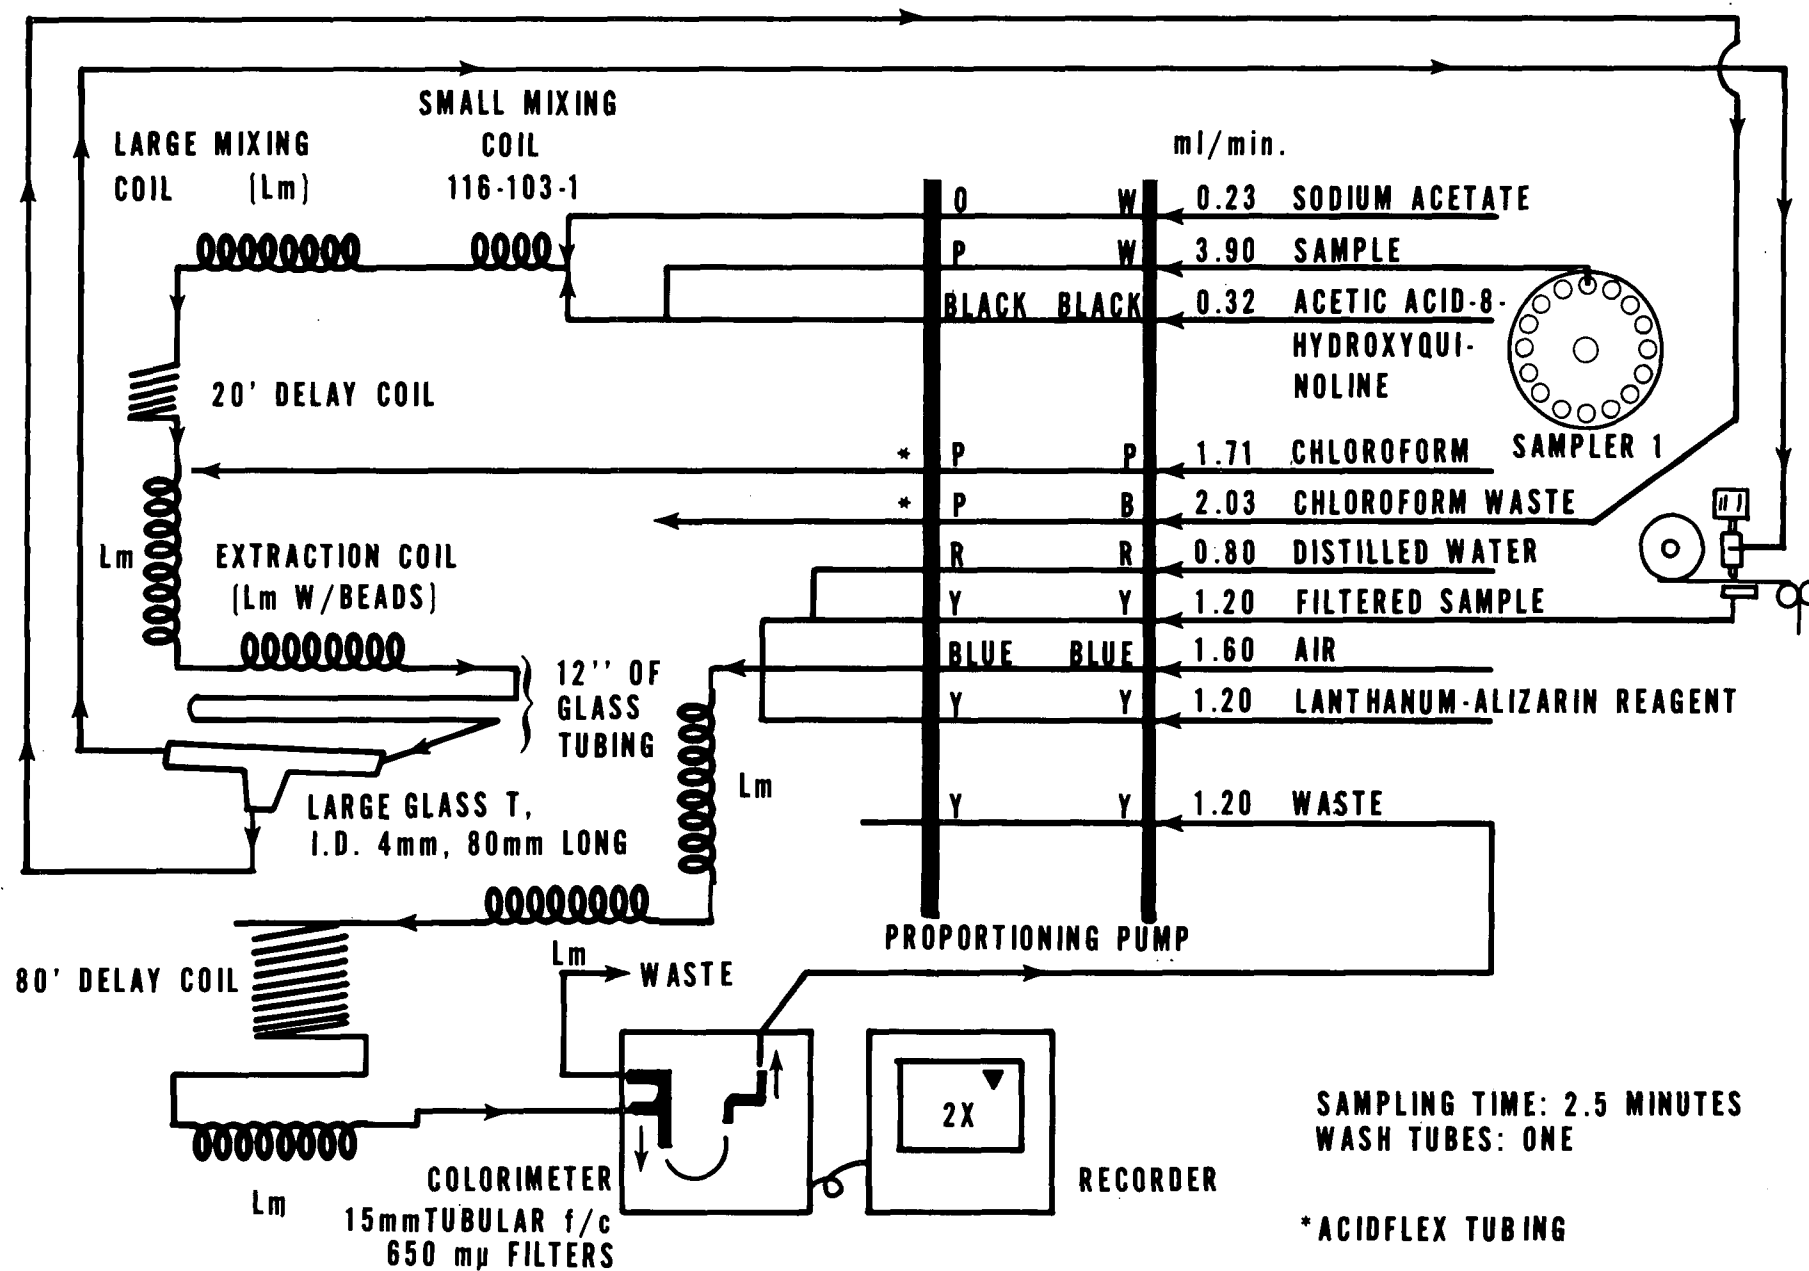 SMALL MIXING
COIL
116-103-1
LARGE MIXING
COIL (Lm)
ml/min.
O W 0.23 SODIUM ACETATE
P W 3.90 SAMPLE
BLACK BLACK 0.32 ACETIC ACID-8-
HYDROXYQUI-
NOLINE
20' DELAY COIL
SAMPLER 1
* P P 1.71 CHLOROFORM
* P B 2.03 CHLOROFORM WASTE
R R 0.80 DISTILLED WATER
Y Y 1.20 FILTERED SAMPLE
BLUE BLUE 1.60 AIR
Y Y 1.20 LANTHANUM-ALIZARIN REAGENT
Y Y 1.20 WASTE
PROPORTIONING PUMP
Lm
EXTRACTION COIL
(Lm W/BEADS)
12'' OF
GLASS
TUBING
LARGE GLASS T,
I.D. 4mm, 80mm LONG
Lm
Lm
80' DELAY COIL
WASTE
Lm
COLORIMETER
15mm TUBULAR f/c
650 mµ FILTERS
2X
RECORDER
SAMPLING TIME: 2.5 MINUTES
WASH TUBES: ONE
*ACIDFLEX TUBING